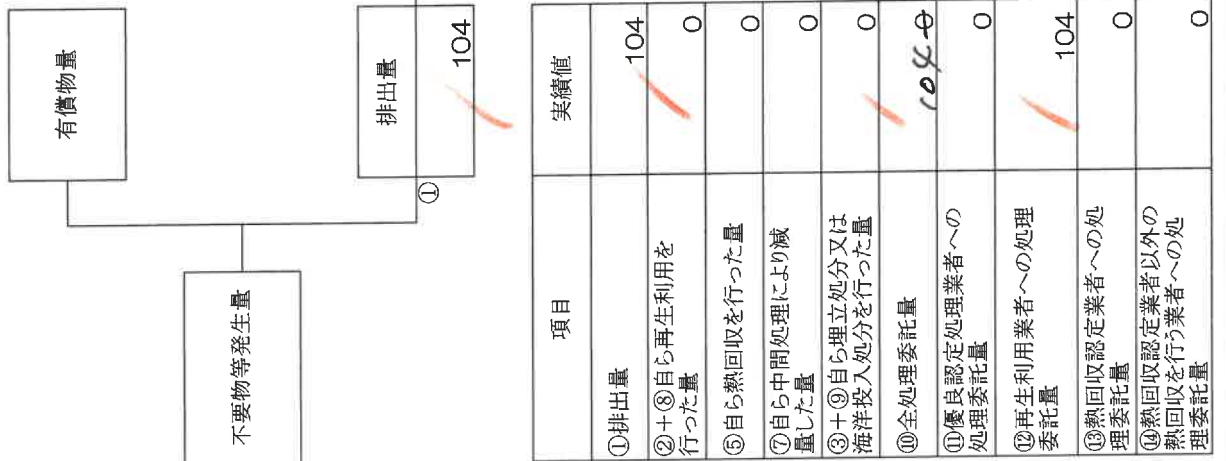 有償物量
不要物等発生量
①
排出量
104
項目
実績値
①排出量
104
②+⑧自ら再生利用を
行った量
0
⑤自ら熱回収を行った量
0
⑦自ら中間処理により減
量した量
0
③+⑨自ら埋立処分又は
海洋投入処分を行った量
0
⑩全処理委託量
104 0
⑪優良認定処理業者への
処理委託量
0
⑫再生利用業者への処理
委託量
104
⑬熱回収認定業者への処
理委託量
0
⑭熱回収認定業者以外の
熱回収を行う業者への処
理委託量
0